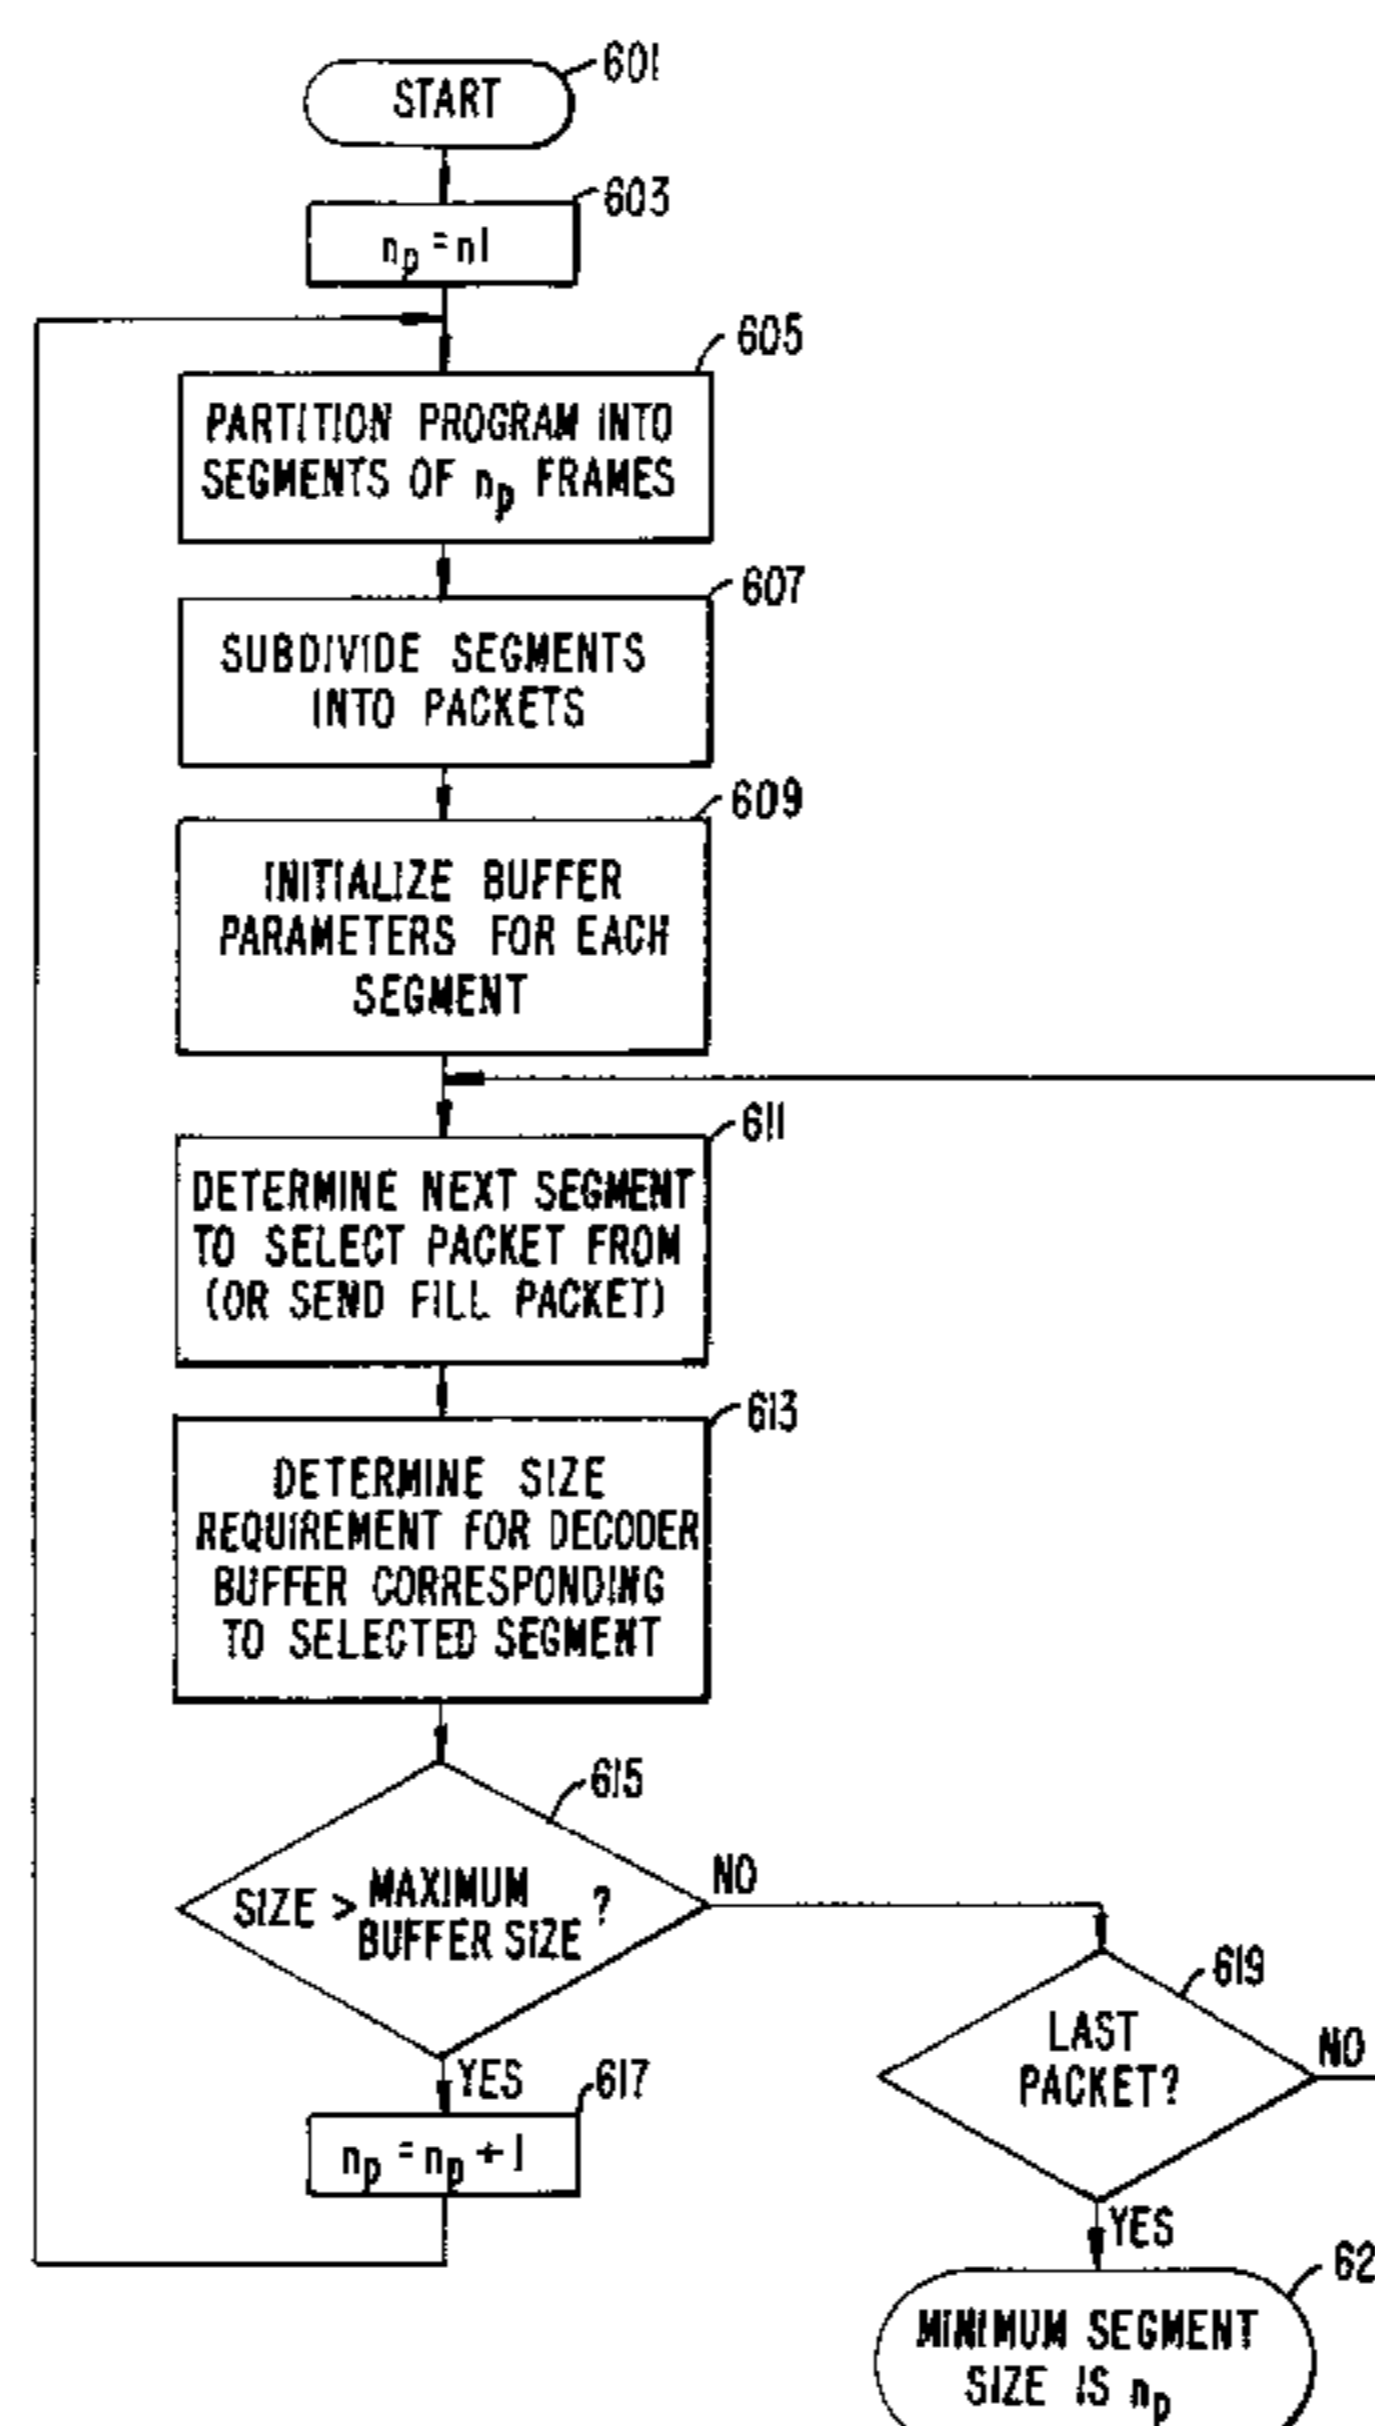 START
601
603
n_p = n1
605
PARTITION PROGRAM INTO
SEGMENTS OF n_p FRAMES
607
SUBDIVIDE SEGMENTS
INTO PACKETS
609
INITIALIZE BUFFER
PARAMETERS FOR EACH
SEGMENT
611
DETERMINE NEXT SEGMENT
TO SELECT PACKET FROM
(OR SEND FILL PACKET)
613
DETERMINE SIZE
REQUIREMENT FOR DECODER
BUFFER CORRESPONDING
TO SELECTED SEGMENT
615
SIZE > MAXIMUM
BUFFER SIZE ?
NO
YES
617
n_p = n_p + 1
619
LAST
PACKET?
NO
YES
62
MINIMUM SEGMENT
SIZE IS n_p